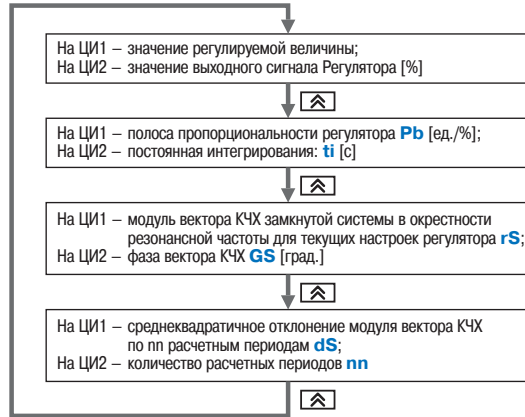 На ЦИ1 – значение регулируемой величины;
На ЦИ2 – значение выходного сигнала Регулятора [%]
На ЦИ1 – полоса пропорциональности регулятора Pb [ед./%];
На ЦИ2 – постоянная интегрирования: ti [с]
На ЦИ1 – модуль вектора КЧХ замкнутой системы в окрестности
резонансной частоты для текущих настроек регулятора rS;
На ЦИ2 – фаза вектора КЧХ GS [град.]
На ЦИ1 – среднеквадратичное отклонение модуля вектора КЧХ
по nn расчетным периодам dS;
На ЦИ2 – количество расчетных периодов nn